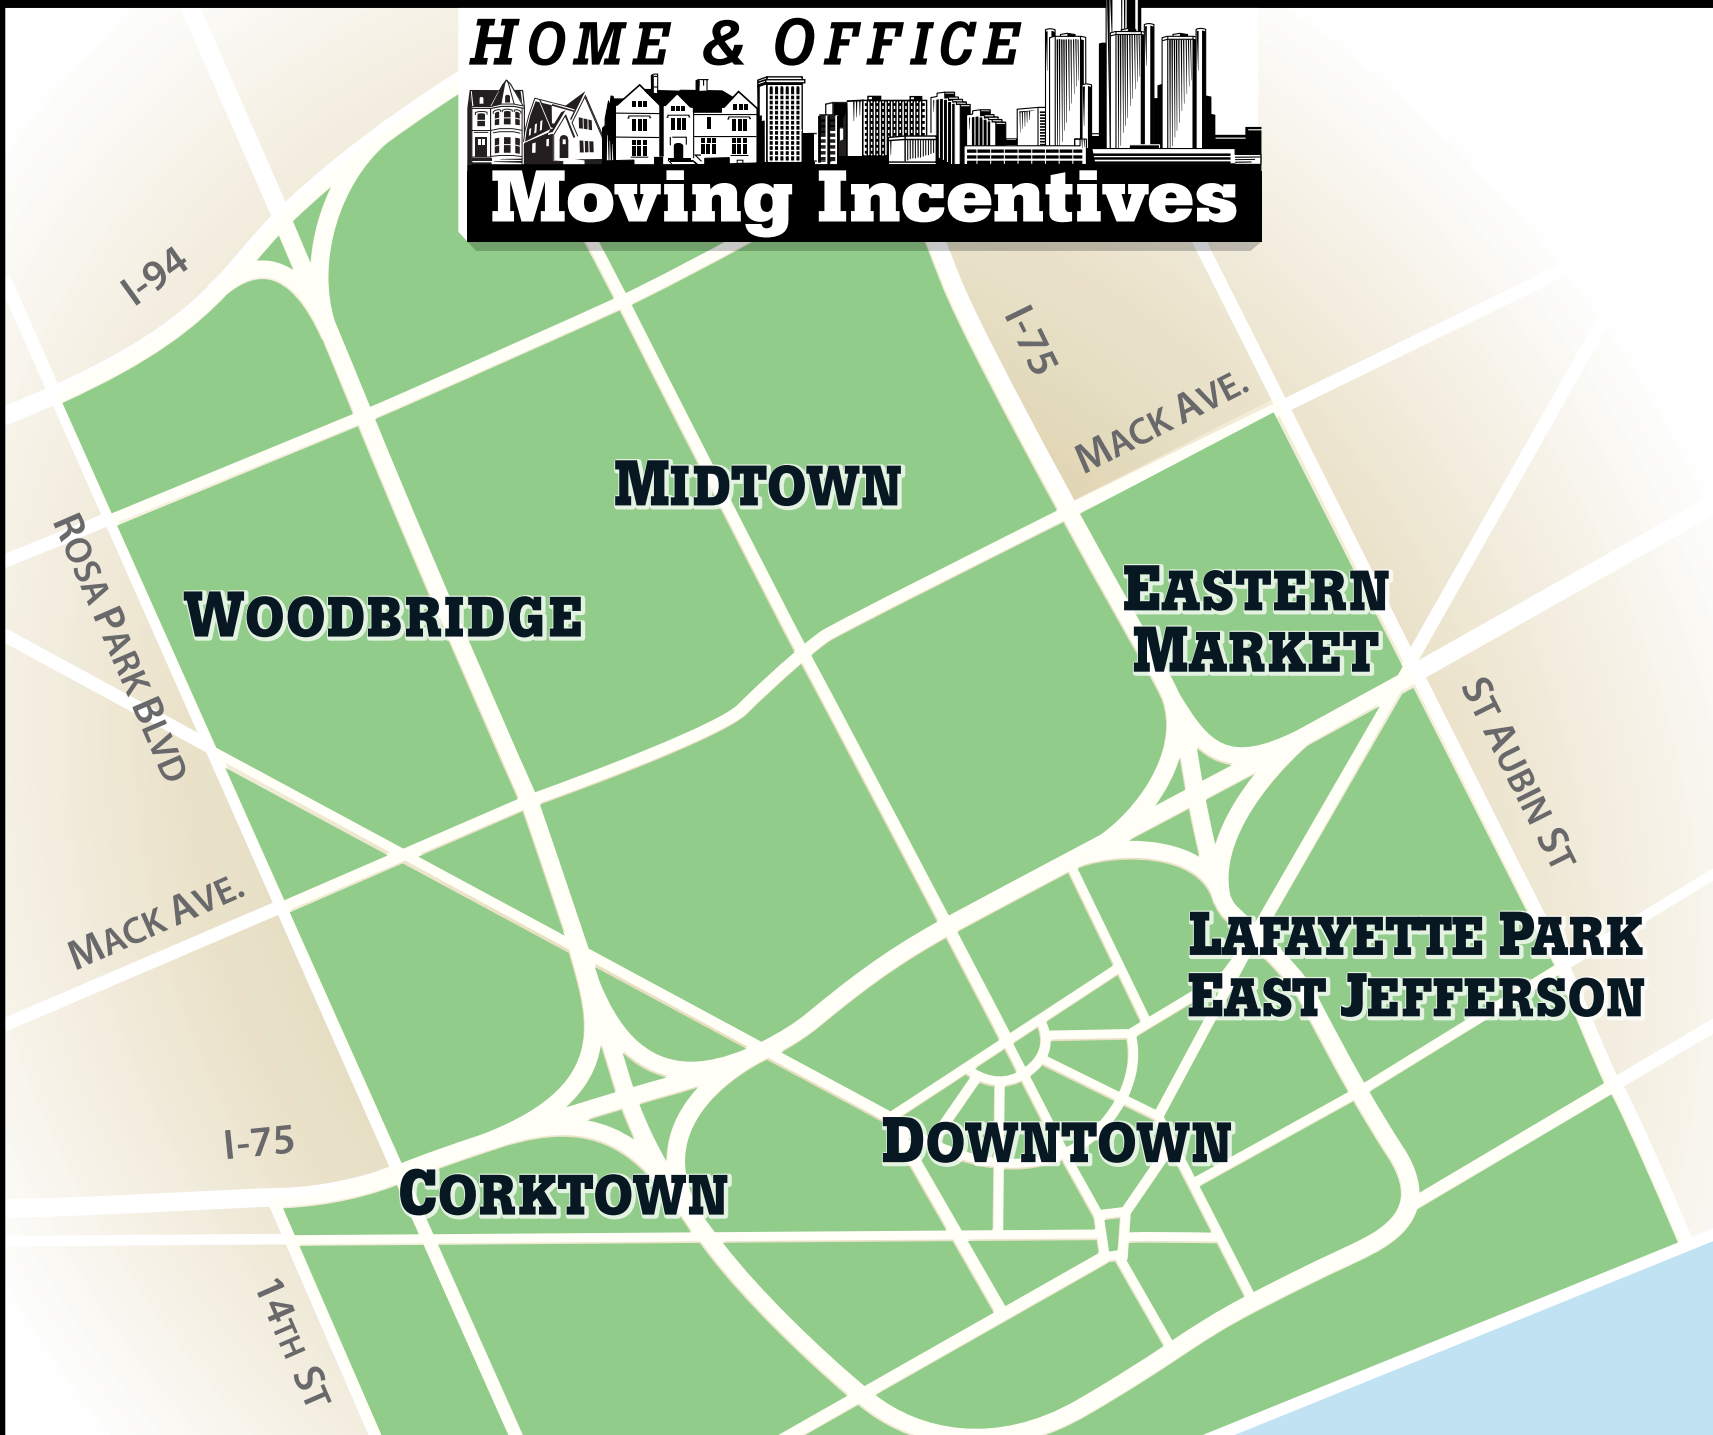 HOME & OFFICE
Moving Incentives
I-94
I-75
MACK AVE.
MIDTOWN
ROSA PARK BLVD
WOODBRIDGE
EASTERN
MARKET
ST AUBIN ST
MACK AVE.
LAFAYETTE PARK
EAST JEFFERSON
I-75
DOWNTOWN
CORKTOWN
14TH ST